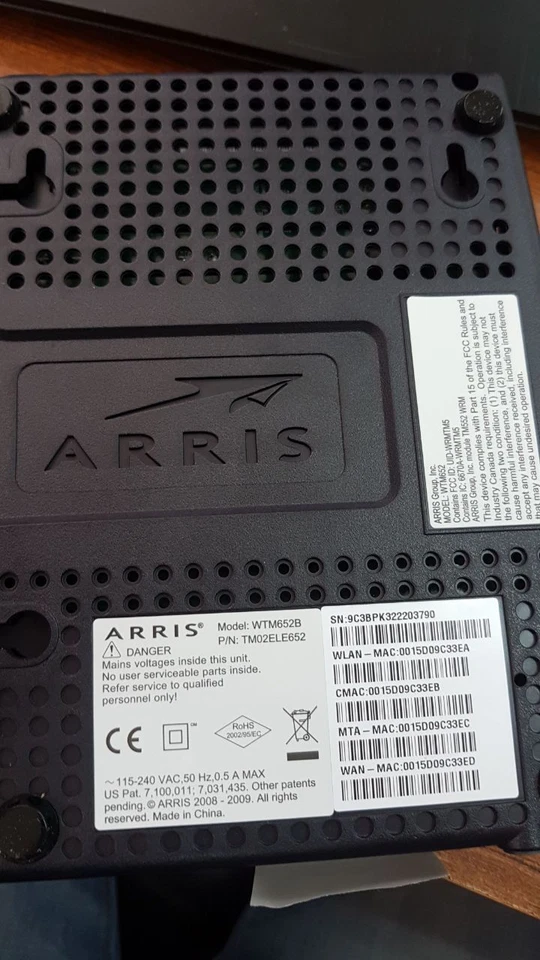 ARRIS
ARRIS Group, Inc.
MODEL: WTM652
Contains FCC ID: UID-WRMTM5
Contains IC: 6670A-WRMTM5
ARRIS Group, Inc. module TM552 WRM
This device complies with Part 15 of the FCC Rules and
Industry Canada requirements. Operation is subject to
the following two condition: (1) This device may not
cause harmful interference, and (2) this device must
accept any interference received, including interference
that may cause undesired operation.
ARRIS® Model: WTM652B
P/N: TM02ELE652
DANGER
Mains voltages inside this unit.
No user serviceable parts inside.
Refer service to qualified
personnel only!
CE
TM
RoHS
2002/95/EC
~115-240 VAC,50 Hz,0.5 A MAX
US Pat. 7,100,011; 7,031,435. Other patents
pending. © ARRIS 2008 - 2009. All rights
reserved. Made in China.
SN:9C3BPK322203790
WLAN-MAC:0015D09C33EA
CMAC:0015D09C33EB
MTA-MAC:0015D09C33EC
WAN-MAC:0015D09C33ED